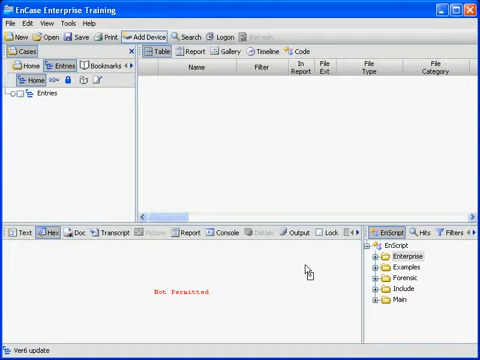 EnCase Enterprise Training
File Edit View Tools Help
New Open Save Print Add Device Search Logon Refresh
Cases
Table Report Gallery Timeline Code
Home Entries Bookmarks
Home
Entries
Name Filter In Report File Ext File Type File Category
Text Hex Doc Transcript Picture Report Console Details Output Lock
EnScript Hits Filters
Not Permitted
EnScript
Enterprise
Examples
Forensic
Include
Main
Ver6 update